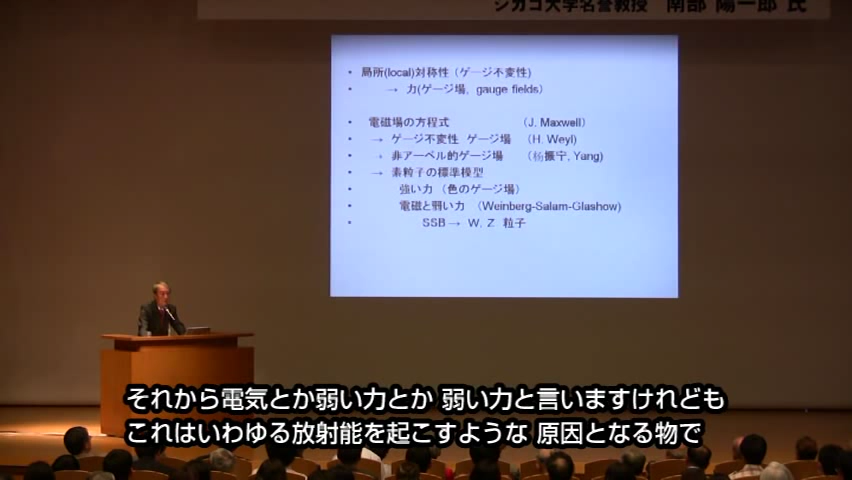 シカゴ大学名誉教授 南部 陽一郎 氏
• 局所(local)対称性 (ゲージ不変性)
• → 力(ゲージ場, gauge fields)
• 電磁場の方程式 (J. Maxwell)
• → ゲージ不変性 ゲージ場 (H. Weyl)
• → 非アーベル的ゲージ場 (杨振宁, Yang)
• → 素粒子の標準模型
• 強い力 (色のゲージ場)
• 電磁と弱い力 (Weinberg-Salam-Glashow)
• SSB → W, Z 粒子
それから電気とか弱い力とか 弱い力と言いますけれども
これはいわゆる放射能を起こすような 原因となる物で